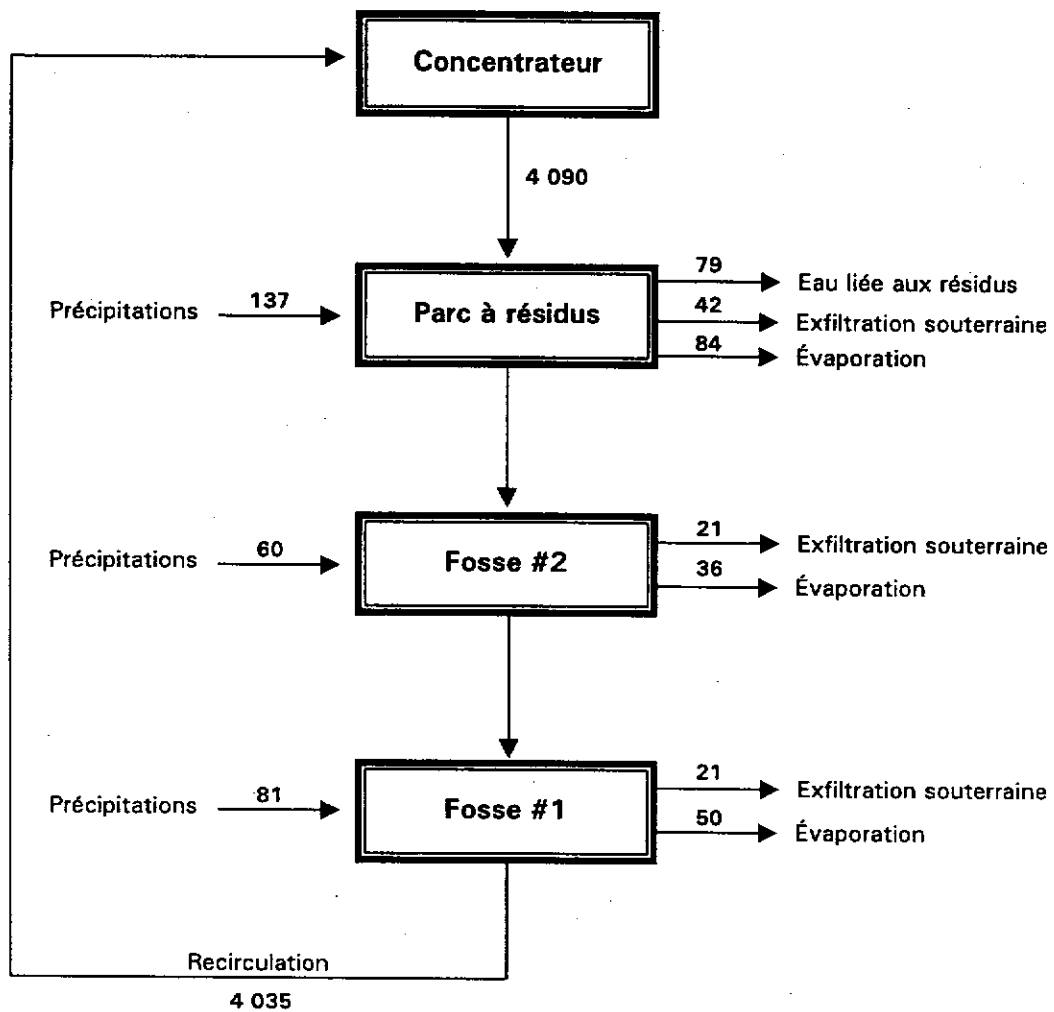 Concentrateur
4 090
79
Eau liée aux résidus
Précipitations
137
Parc à résidus
42
Exfiltration souterraine
84
Évaporation
21
Exfiltration souterraine
Précipitations
60
Fosse #2
36
Évaporation
21
Exfiltration souterraine
Précipitations
81
Fosse #1
50
Évaporation
Recirculation
4 035